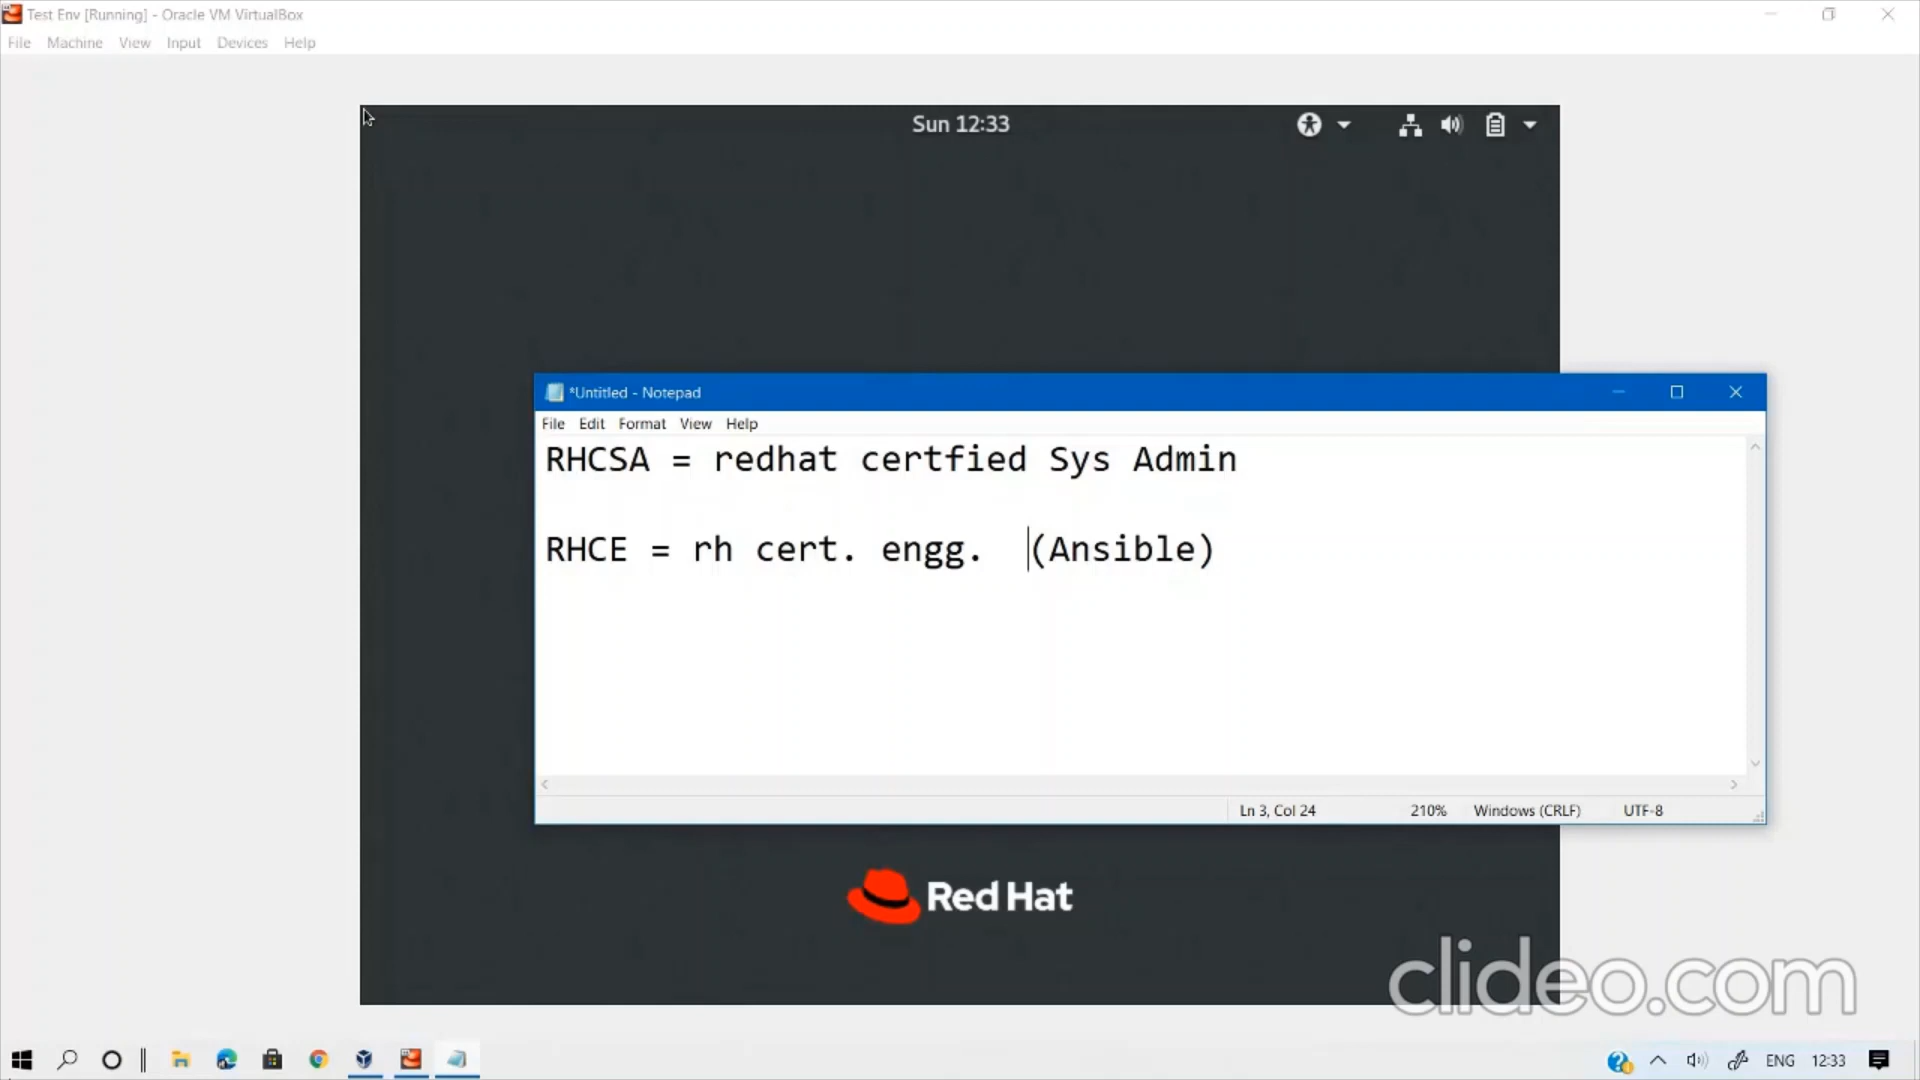 Test Env [Running] - Oracle VM VirtualBox
File Machine View Input Devices Help
Sun 12:33
*Untitled - Notepad
File Edit Format View Help
RHCSA = redhat certfied Sys Admin
RHCE = rh cert. engg. (Ansible)
Ln 3, Col 24 210% Windows (CRLF) UTF-8
Red Hat
clideo.com
ENG 12:33